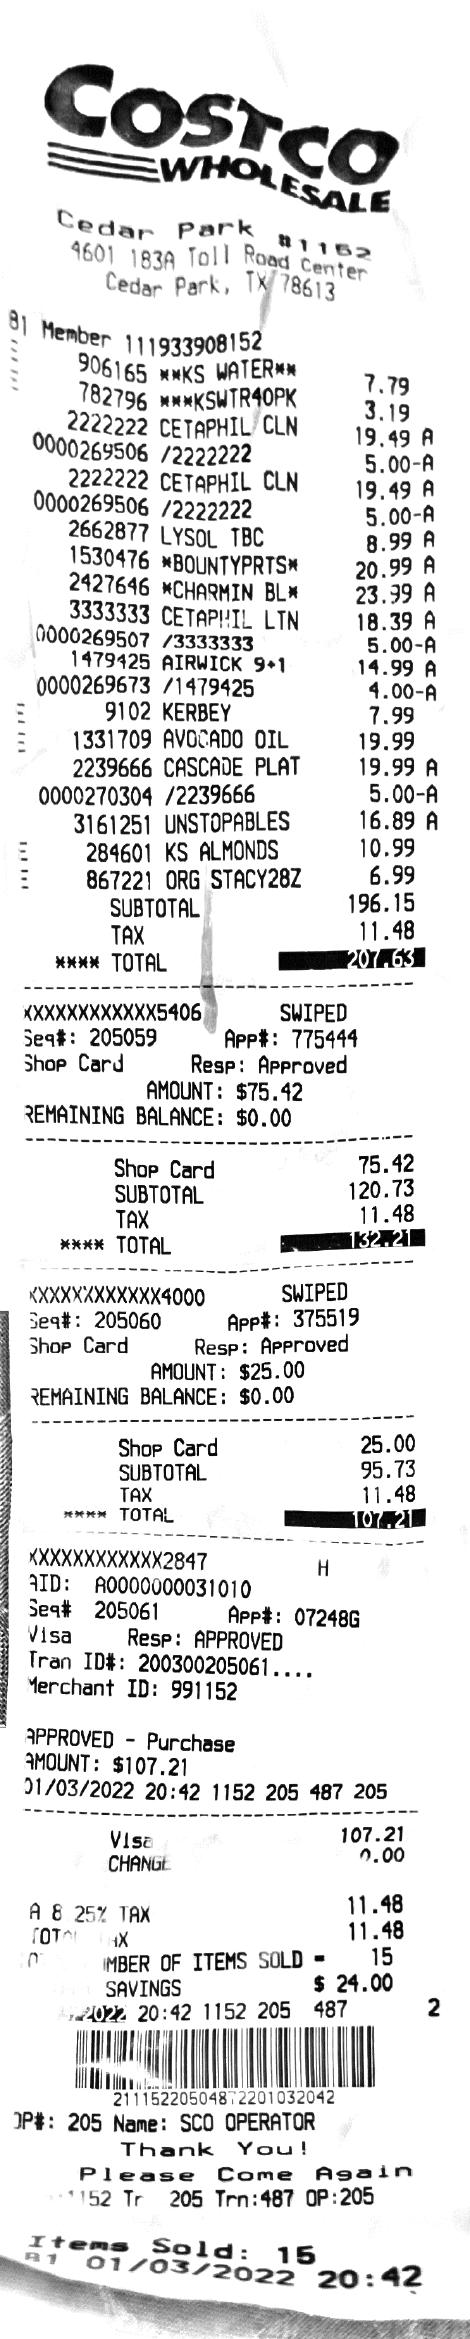 COSTCO
WHOLESALE
Cedar Park #1152
4601 183A Toll Road Center
Cedar Park, TX 78613
81 Member 111933908152
906165 **KS WATER** 7.79
782796 ***KSWTR40PK 3.19
2222222 CETAPHIL CLN 19.49 A
0000269506 /2222222 5.00-A
2222222 CETAPHIL CLN 19.49 A
0000269506 /2222222 5.00-A
2662877 LYSOL TBC 8.99 A
1530476 *BOUNTYPRTS* 20.99 A
2427646 *CHARMIN BL* 23.99 A
3333333 CETAPHIL LTN 18.39 A
0000269507 /3333333 5.00-A
1479425 AIRWICK 9+1 14.99 A
0000269673 /1479425 4.00-A
E 9102 KERBEY 7.99
1331709 AVOCADO OIL 19.99
2239666 CASCADE PLAT 19.99 A
0000270304 /2239666 5.00-A
3161251 UNSTOPABLES 16.89 A
E 284601 KS ALMONDS 10.99
E 867221 ORG STACY28Z 6.99
SUBTOTAL 196.15
TAX 11.48
**** TOTAL 207.63
XXXXXXXXXXXX5406 SWIPED
Seq#: 205059 App#: 775444
Shop Card Resp: Approved
AMOUNT: $75.42
REMAINING BALANCE: $0.00
Shop Card 75.42
SUBTOTAL 120.73
TAX 11.48
**** TOTAL 132.21
XXXXXXXXXXXX4000 SWIPED
Seq#: 205060 App#: 375519
Shop Card Resp: Approved
AMOUNT: $25.00
REMAINING BALANCE: $0.00
Shop Card 25.00
SUBTOTAL 95.73
TAX 11.48
**** TOTAL 107.21
XXXXXXXXXXXX2847 H
AID: A0000000031010
Seq# 205061 App#: 07248G
Visa Resp: APPROVED
Tran ID#: 200300205061....
Merchant ID: 991152
APPROVED - Purchase
AMOUNT: $107.21
01/03/2022 20:42 1152 205 487 205
Visa 107.21
CHANGE 0.00
A 8 25% TAX 11.48
TOTAL TAX 11.48
MBER OF ITEMS SOLD = 15
SAVINGS $ 24.00
2022 20:42 1152 205 487 2
OP#: 205 Name: SCO OPERATOR
Thank You!
Please Come Again
1152 Tr 205 Trn:487 OP:205
Items Sold: 15
81 01/03/2022 20:42